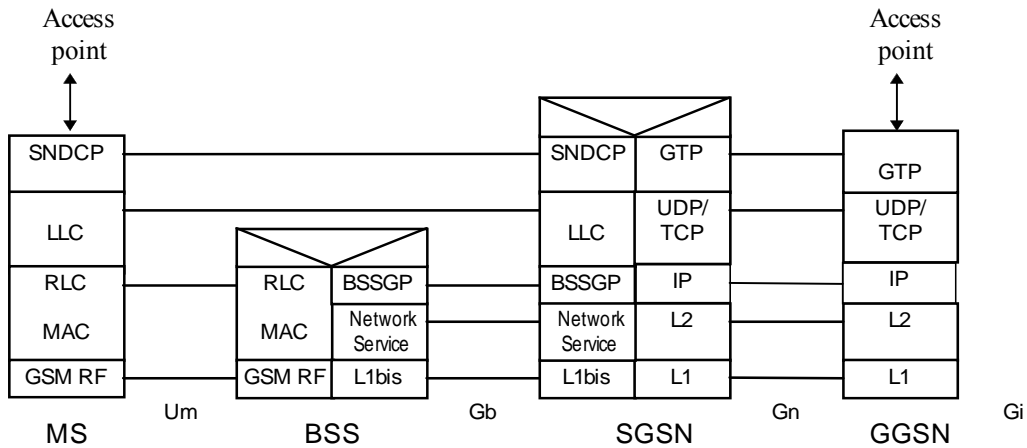 Access
point
Access
point
SNDCP
SNDCP
GTP
GTP
LLC
LLC
UDP/
TCP
UDP/
TCP
RLC
MAC
RLC
MAC
BSSGP
BSSGP
IP
IP
Network
Service
Network
Service
L2
L2
GSM RF
GSM RF
L1bis
L1bis
L1
L1
Um
Gb
Gn
Gi
MS
BSS
SGSN
GGSN